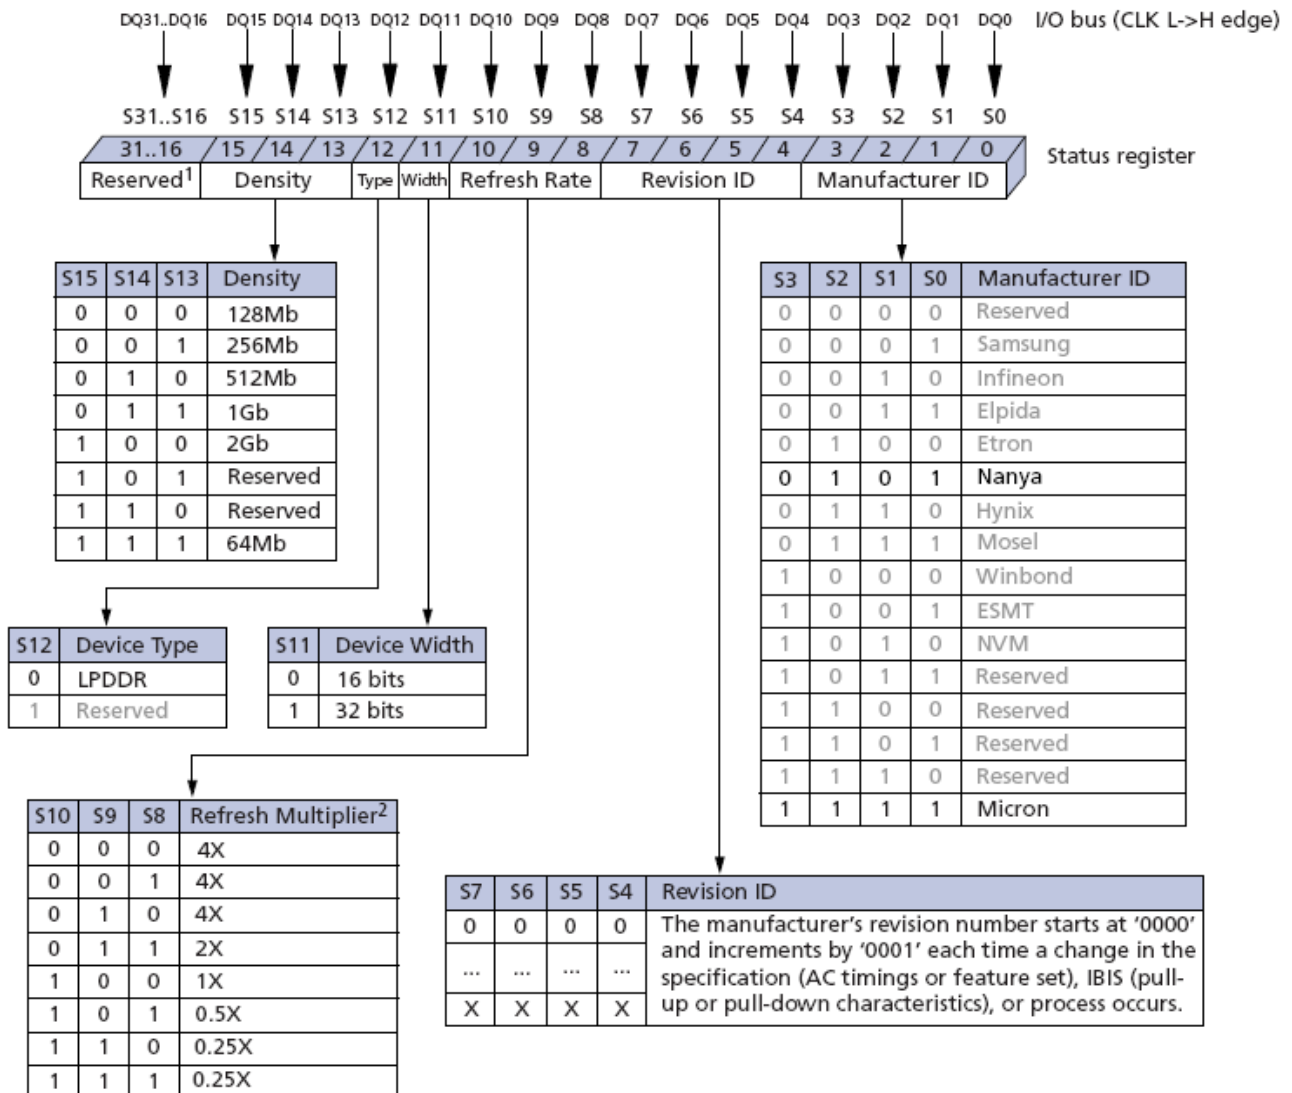 DQ31..DQ16 DQ15 DQ14 DQ13 DQ12 DQ11 DQ10 DQ9 DQ8 DQ7 DQ6 DQ5 DQ4 DQ3 DQ2 DQ1 DQ0 I/O bus (CLK L->H edge)
S31..S16 S15 S14 S13 S12 S11 S10 S9 S8 S7 S6 S5 S4 S3 S2 S1 S0
31..16 15 14 13 12 11 10 9 8 7 6 5 4 3 2 1 0 Status register
Reserved1 Density Type Width Refresh Rate Revision ID Manufacturer ID
S15 S14 S13 Density
0 0 0 128Mb
0 0 1 256Mb
0 1 0 512Mb
0 1 1 1Gb
1 0 0 2Gb
1 0 1 Reserved
1 1 0 Reserved
1 1 1 64Mb
S3 S2 S1 S0 Manufacturer ID
0 0 0 0 Reserved
0 0 0 1 Samsung
0 0 1 0 Infineon
0 0 1 1 Elpida
0 1 0 0 Etron
0 1 0 1 Nanya
0 1 1 0 Hynix
0 1 1 1 Mosel
1 0 0 0 Winbond
1 0 0 1 ESMT
1 0 1 0 NVM
1 0 1 1 Reserved
1 1 0 0 Reserved
1 1 0 1 Reserved
1 1 1 0 Reserved
1 1 1 1 Micron
S12 Device Type
0 LPDDR
1 Reserved
S11 Device Width
0 16 bits
1 32 bits
S10 S9 S8 Refresh Multiplier2
0 0 0 4X
0 0 1 4X
0 1 0 4X
0 1 1 2X
1 0 0 1X
1 0 1 0.5X
1 1 0 0.25X
1 1 1 0.25X
S7 S6 S5 S4 Revision ID
0 0 0 0
... ... ... ...
X X X X
The manufacturer's revision number starts at '0000'
and increments by '0001' each time a change in the
specification (AC timings or feature set), IBIS (pull-
up or pull-down characteristics), or process occurs.